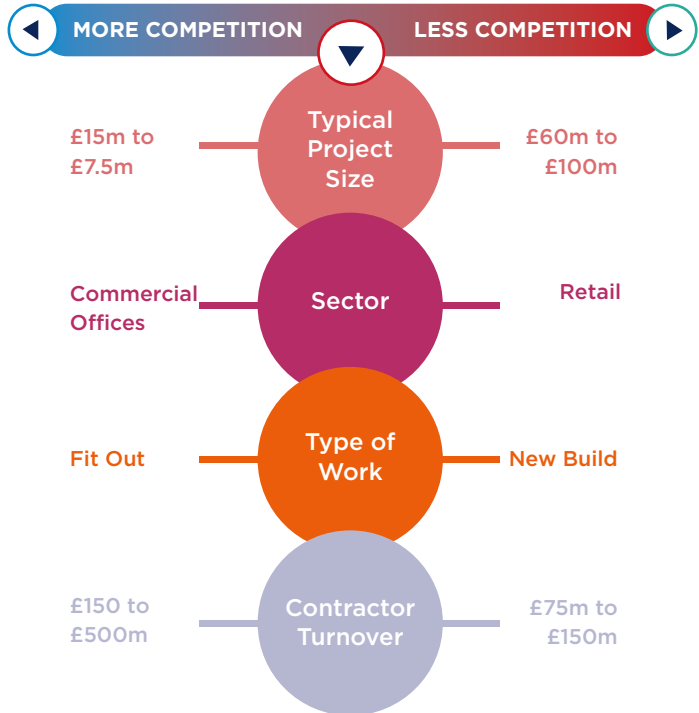 MORE COMPETITION
LESS COMPETITION
Typical
Project
Size
£15m to
£7.5m
£60m to
£100m
Sector
Commercial
Offices
Retail
Type of
Work
Fit Out
New Build
Contractor
Turnover
£150 to
£500m
£75m to
£150m